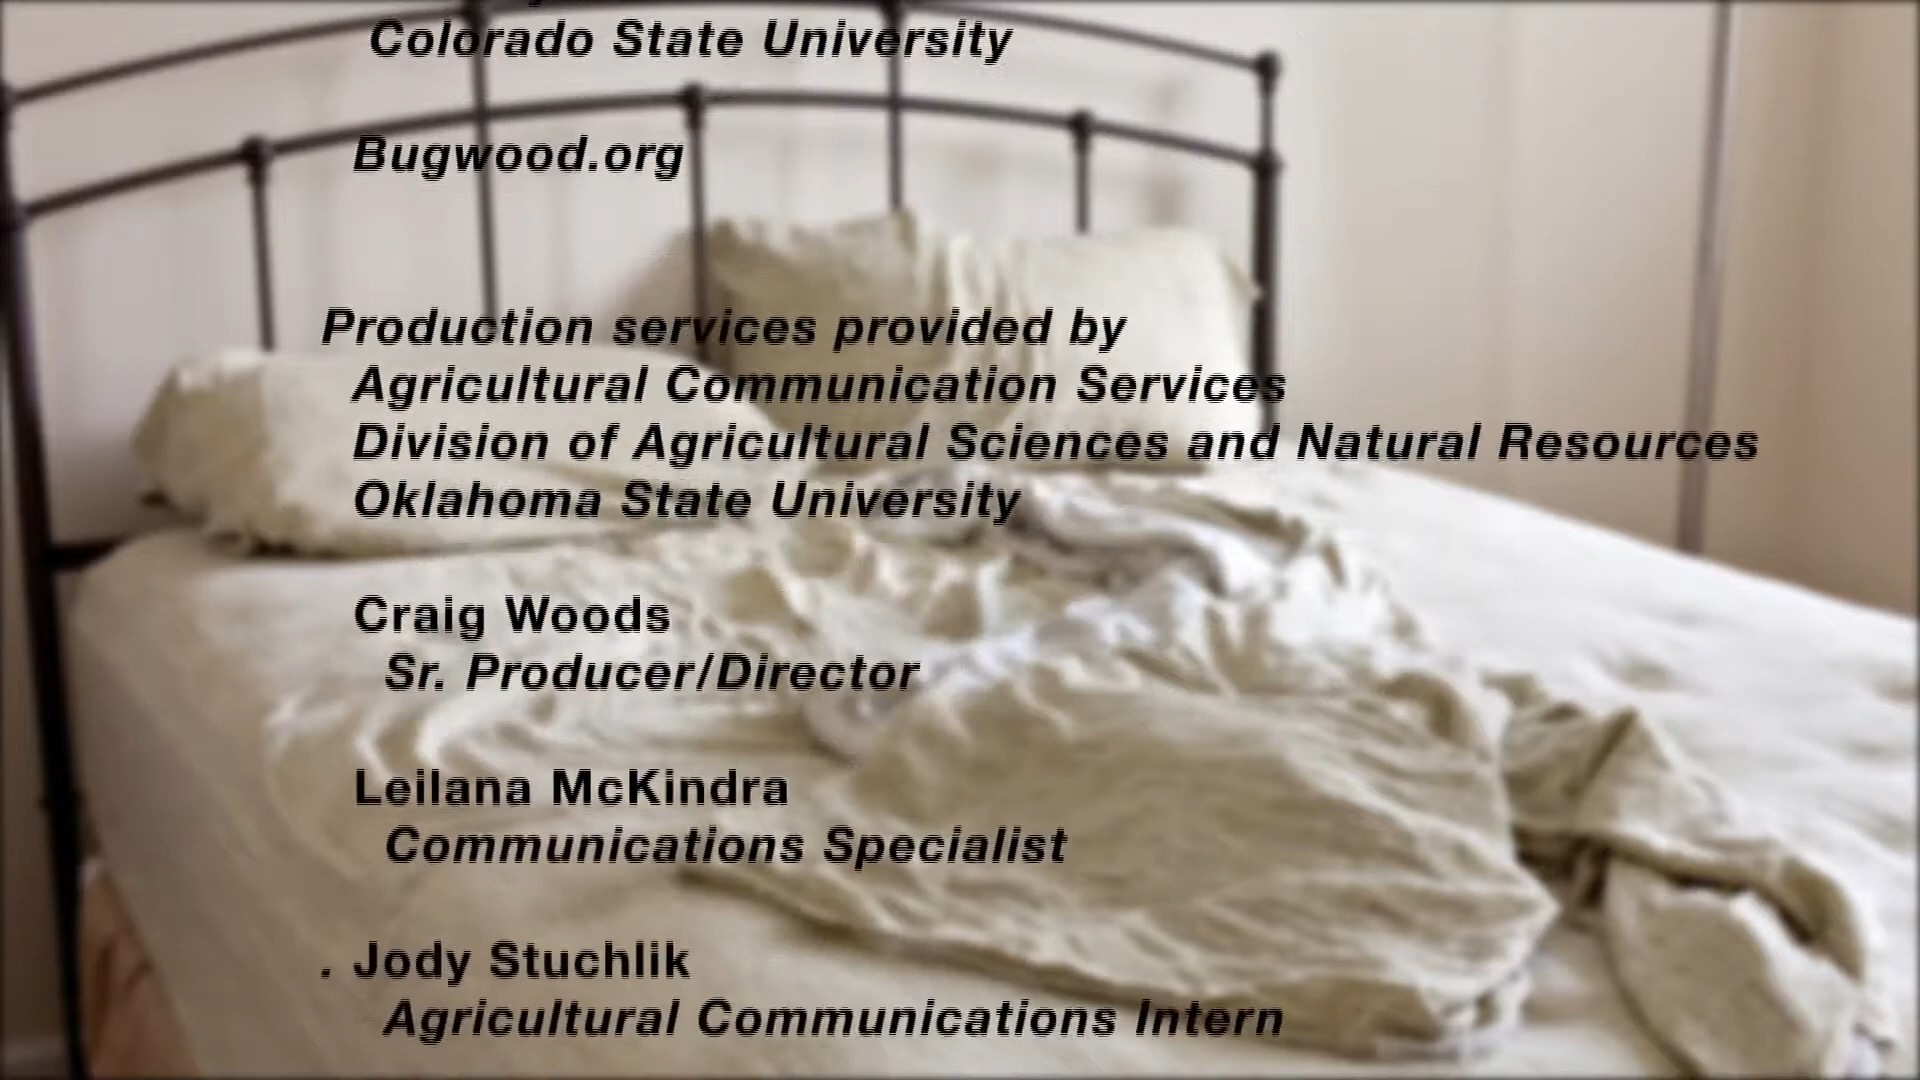 Colorado State University
Bugwood.org
Production services provided by
Agricultural Communication Services
Division of Agricultural Sciences and Natural Resources
Oklahoma State University
Craig Woods
Sr. Producer/Director
Leilana McKindra
Communications Specialist
. Jody Stuchlik
Agricultural Communications Intern